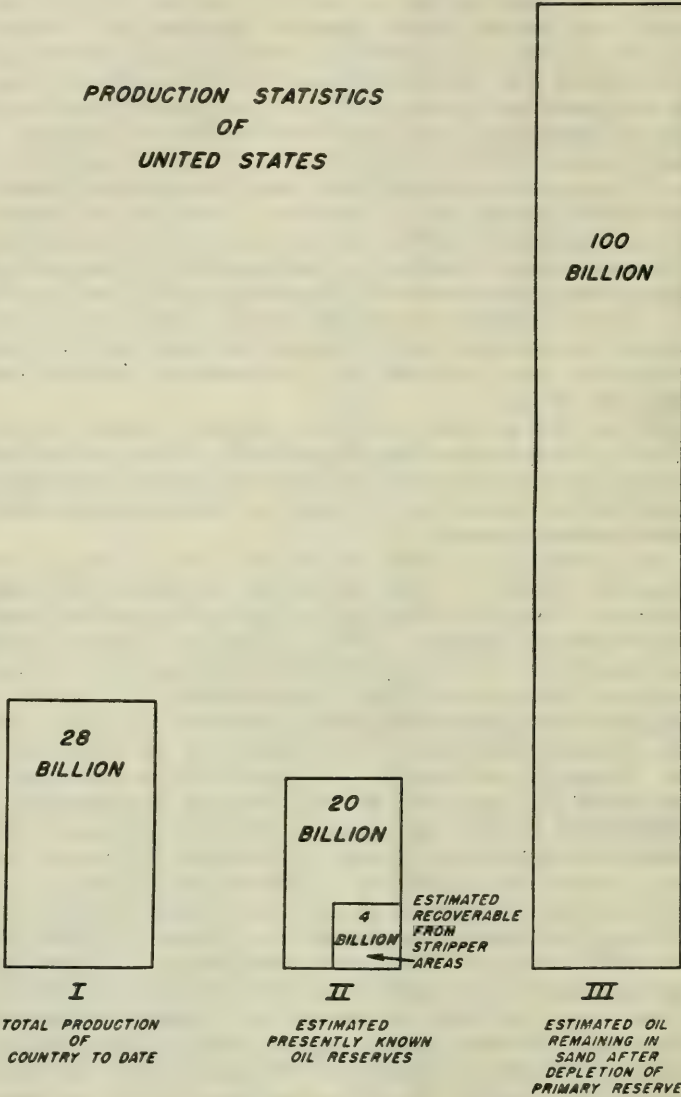 PRODUCTION STATISTICS
OF
UNITED STATES
100
BILLION
28
BILLION
20
BILLION
4
BILLION
ESTIMATED
RECOVERABLE
FROM
STRIPPER
AREAS
I
TOTAL PRODUCTION
OF
COUNTRY TO DATE
II
ESTIMATED
PRESENTLY KNOWN
OIL RESERVES
III
ESTIMATED OIL
REMAINING IN
SAND AFTER
DEPLETION OF
PRIMARY RESERVE